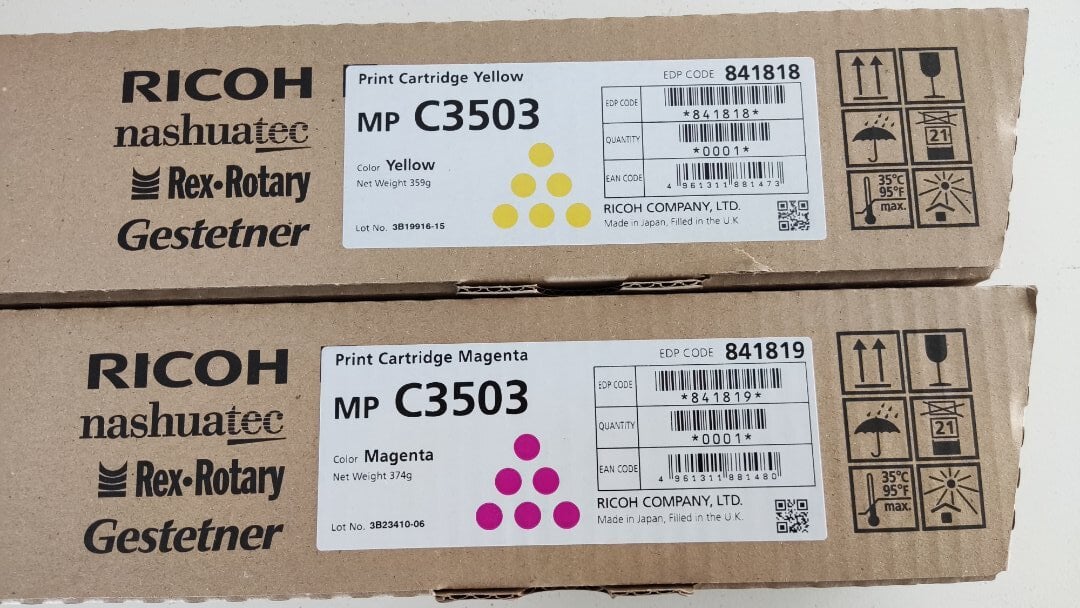 RICOH
nashuatec
Rex•Rotary
Gestetner
Print Cartridge Yellow
MP C3503
Color Yellow
Net Weight 359g
Lot No. 3B19916-15
EDP CODE 841818
EDP CODE
*841818*
QUANTITY
*0001*
EAN CODE
4 961311 881473
RICOH COMPANY, LTD.
Made in Japan, Filled in the U.K
21
35°C
95°F
max.
RICOH
nashuatec
Rex•Rotary
Gestetner
Print Cartridge Magenta
MP C3503
Color Magenta
Net Weight 374g
Lot No. 3B23410-06
EDP CODE 841819
EDP CODE
*841819*
QUANTITY
*0001*
EAN CODE
4 961311 881480
RICOH COMPANY, LTD.
Made in Japan, Filled in the U.K.
21
35°C
95°F
max.